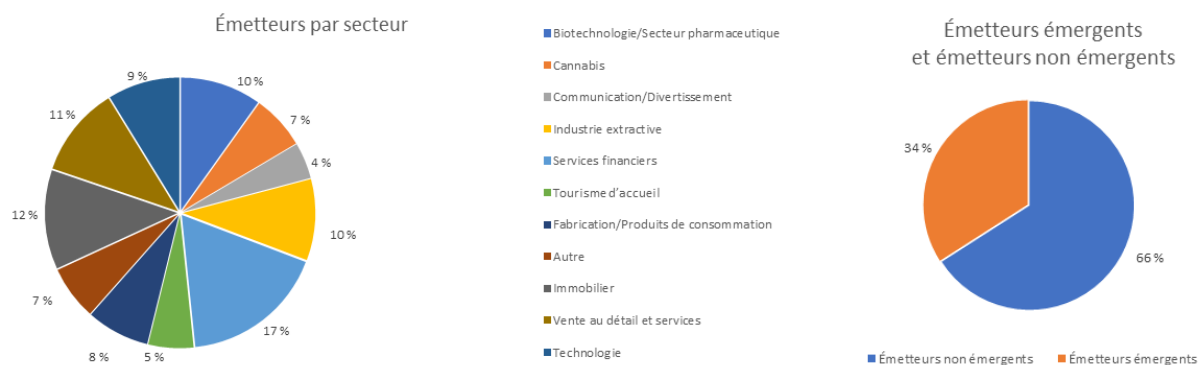 Émetteurs par secteur
9 %
10 %
7 %
4 %
10 %
17 %
5 %
8 %
7 %
12 %
11 %
Biotechnologie/Secteur pharmaceutique
Cannabis
Communication/Divertissement
Industrie extractive
Services financiers
Tourisme d’accueil
Fabrication/Produits de consommation
Autre
Immobilier
Vente au détail et services
Technologie
Émetteurs émergents
et émetteurs non émergents
34 %
66 %
Émetteurs non émergents
Émetteurs émergents